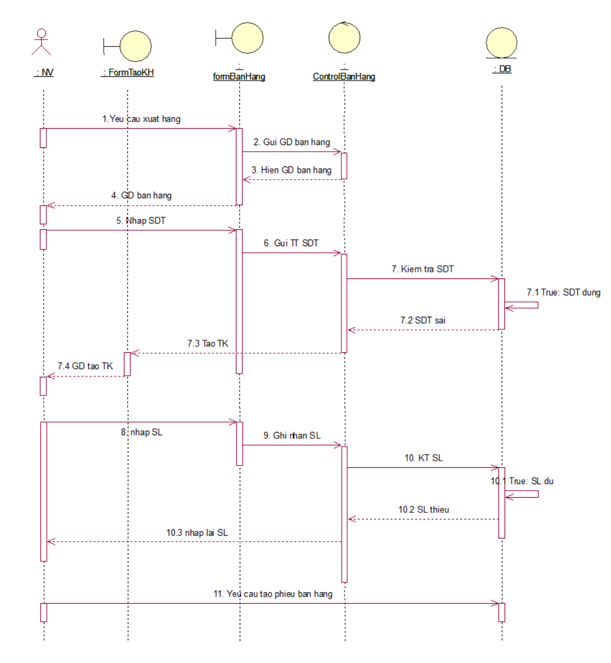 : NV
: FormTaoKH
formBanHang
ControlBanHang
: DB
1.Yeu cau xuat hang
2. Gui GD ban hang
3. Hien GD ban hang
4. GD ban hang
5. Nhap SDT
6. Gui TT SDT
7. Kiem tra SDT
7.1 True: SDT dung
7.2 SDT sai
7.3 Tao TK
7.4 GD tao TK
8. nhap SL
9. Ghi nhan SL
10. KT SL
10.1 True: SL du
10.2 SL thieu
10.3 nhap lai SL
11. Yeu cau tao phieu ban hang